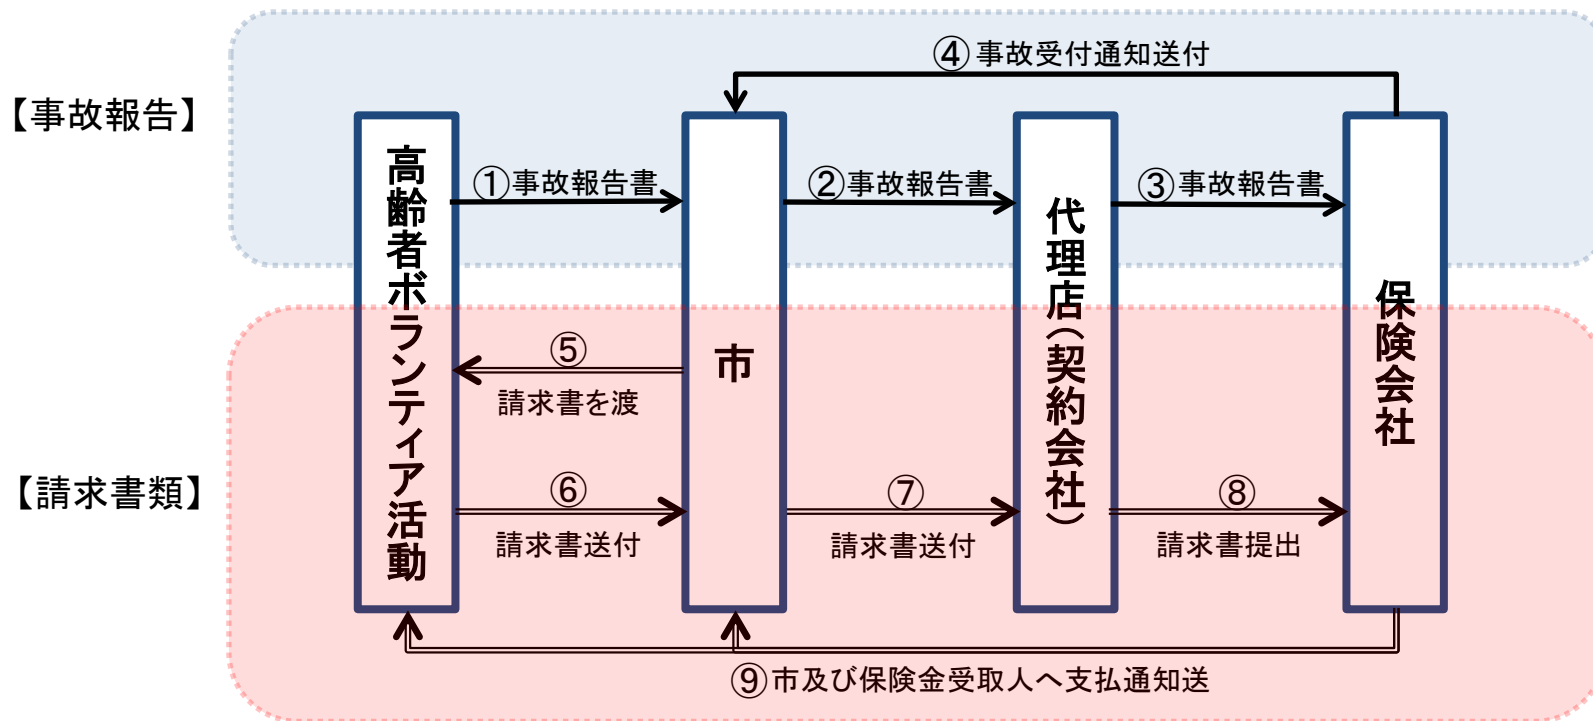 ④事故受付通知送付
【事故報告】
①事故報告書
②事故報告書
③事故報告書
高齢者ボランティア活動
市
代理店(契約会社)
保険会社
⑤
請求書を渡
【請求書類】
⑥
請求書送付
⑦
請求書送付
⑧
請求書提出
⑨市及び保険金受取人へ支払通知送